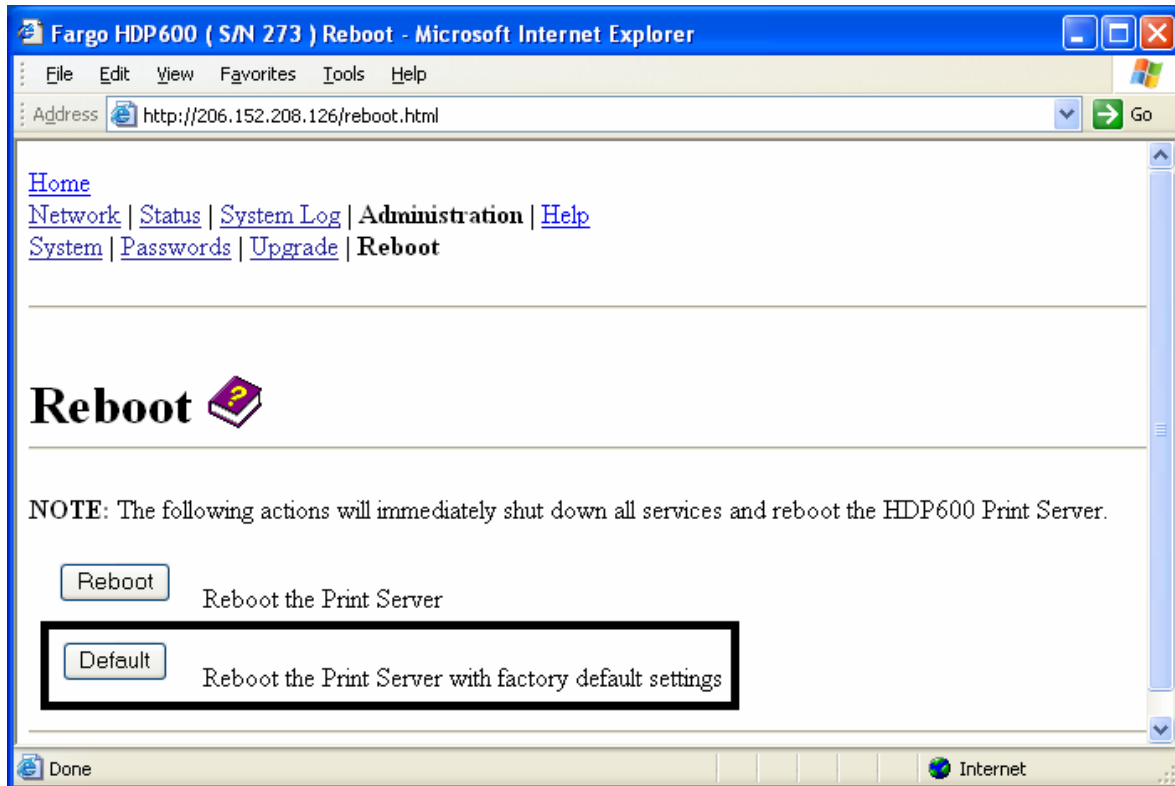 Fargo HDP600 ( S/N 273 ) Reboot - Microsoft Internet Explorer
File Edit View Favorites Tools Help
Address http://206.152.208.126/reboot.html Go
Home
Network | Status | System Log | Administration | Help
System | Passwords | Upgrade | Reboot
Reboot ?
NOTE: The following actions will immediately shut down all services and reboot the HDP600 Print Server.
Reboot Reboot the Print Server
Default Reboot the Print Server with factory default settings
Done Internet